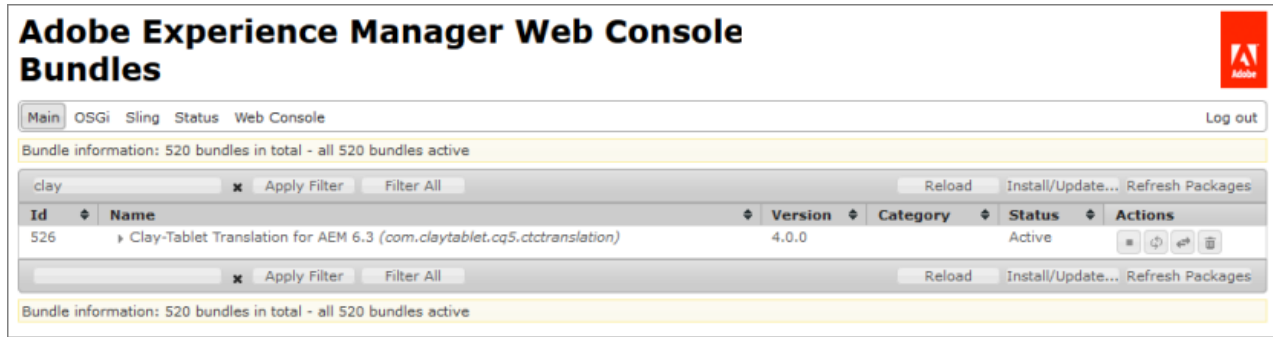 Adobe Experience Manager Web Console
Bundles
Adobe
Main OSGi Sling Status Web Console Log out
Bundle information: 520 bundles in total - all 520 bundles active
clay Apply Filter Filter All Reload Install/Update... Refresh Packages
Id Name Version Category Status Actions
526 Clay-Tablet Translation for AEM 6.3 (com.claytablet.cq5.ctctranslation) 4.0.0 Active
Apply Filter Filter All Reload Install/Update... Refresh Packages
Bundle information: 520 bundles in total - all 520 bundles active